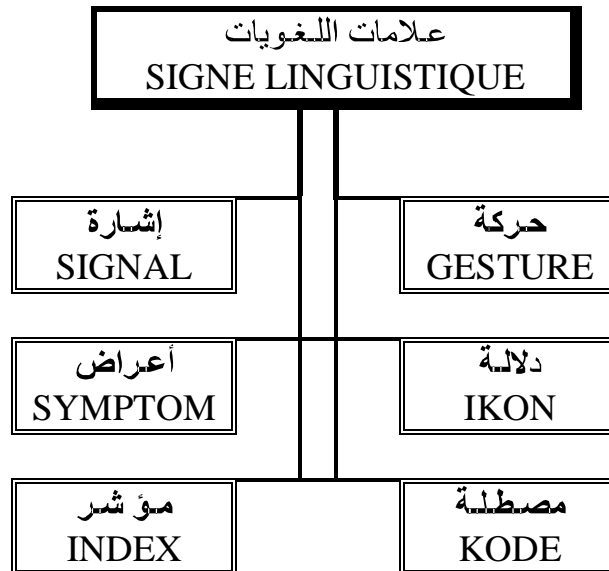 علامات اللغويات
SIGNE LINGUISTIQUE
إشارة
SIGNAL
حركة
GESTURE
أعراض
SYMPTOM
دلالة
IKON
مؤشر
INDEX
مصطلة
KODE